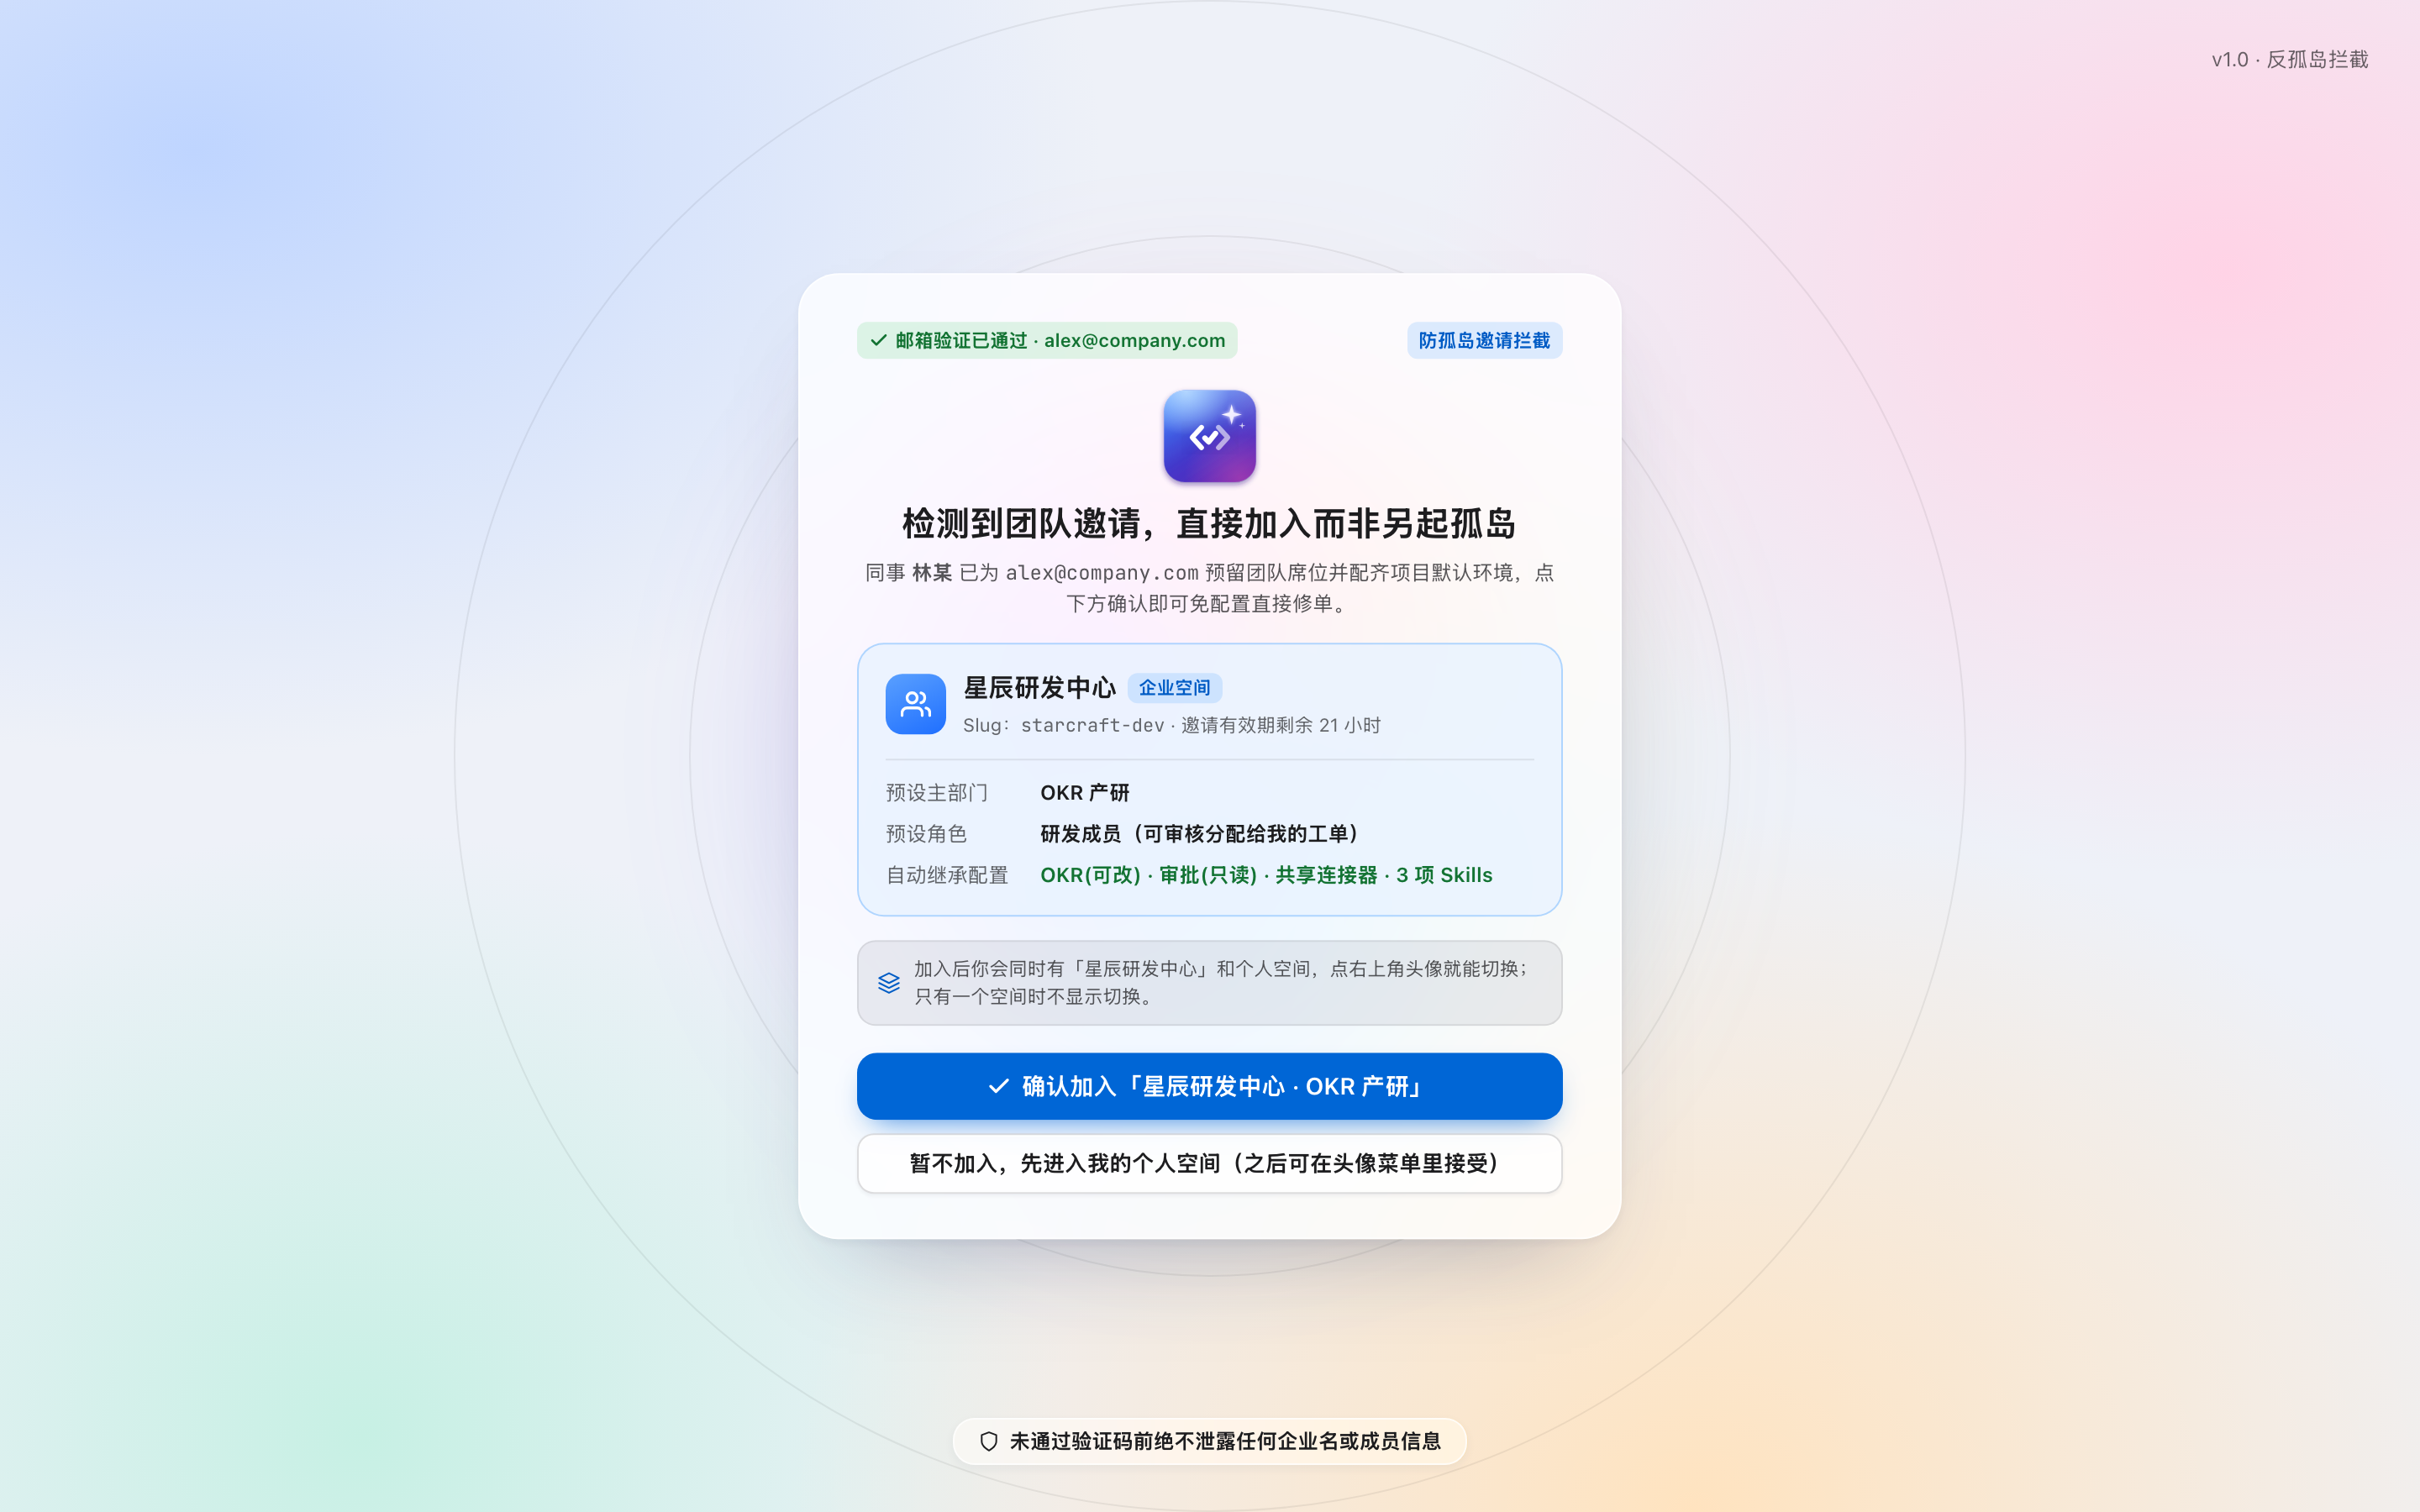 v1.0 · 反孤岛拦截
邮箱验证已通过 · alex@company.com
防孤岛邀请拦截
检测到团队邀请，直接加入而非另起孤岛
同事 林某 已为 alex@company.com 预留团队席位并配齐项目默认环境，点
下方确认即可免配置直接修单。
星辰研发中心 企业空间
Slug：starcraft-dev · 邀请有效期剩余 21 小时
预设主部门 OKR 产研
预设角色 研发成员（可审核分配给我的工单）
自动继承配置 OKR(可改) · 审批(只读) · 共享连接器 · 3 项 Skills
加入后你会同时有「星辰研发中心」和个人空间，点右上角头像就能切换；
只有一个空间时不显示切换。
确认加入「星辰研发中心 · OKR 产研」
暂不加入，先进入我的个人空间（之后可在头像菜单里接受）
未通过验证码前绝不泄露任何企业名或成员信息